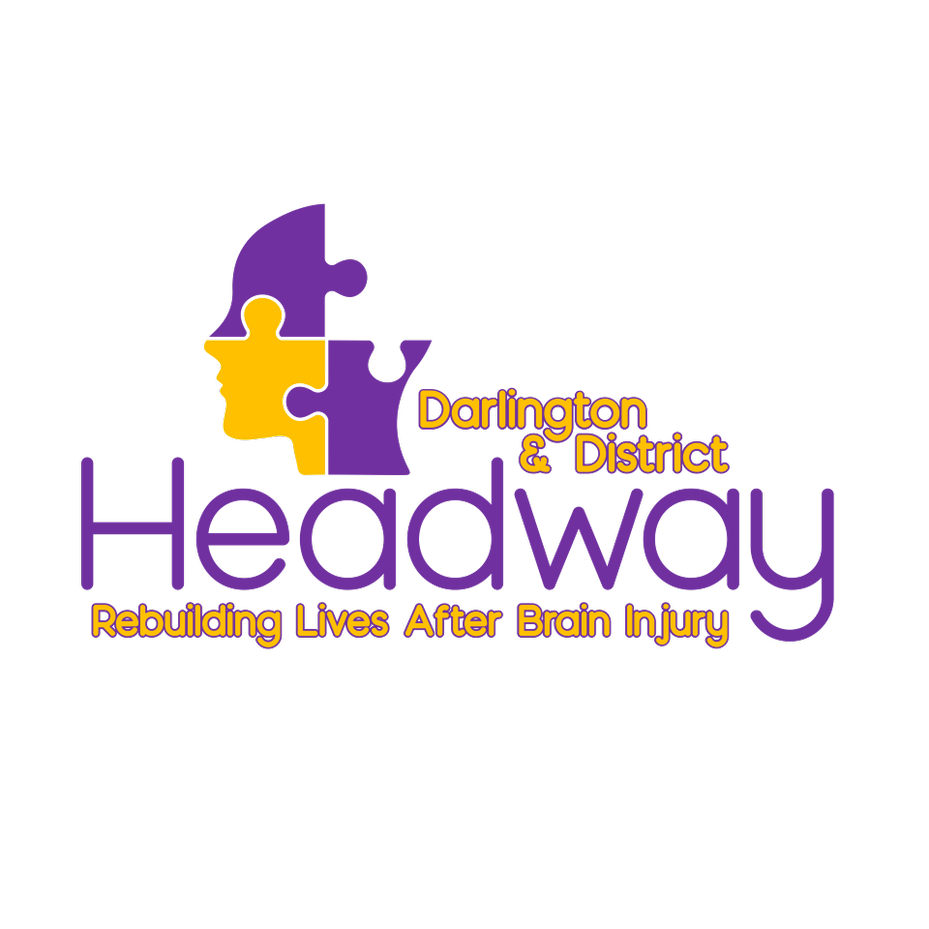 Darlington
& District
Headway
Rebuilding Lives After Brain Injury